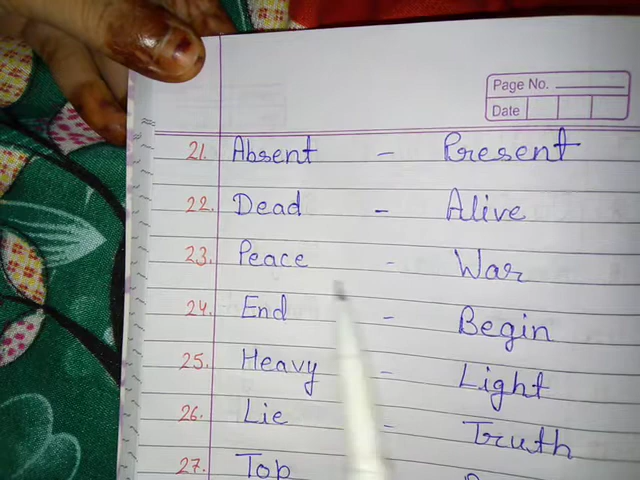 Page No.
Date
21. Absent - Present
22. Dead - Alive
23. Peace - War
24. End - Begin
25. Heavy - Light
26. Lie - Truth
27. Top